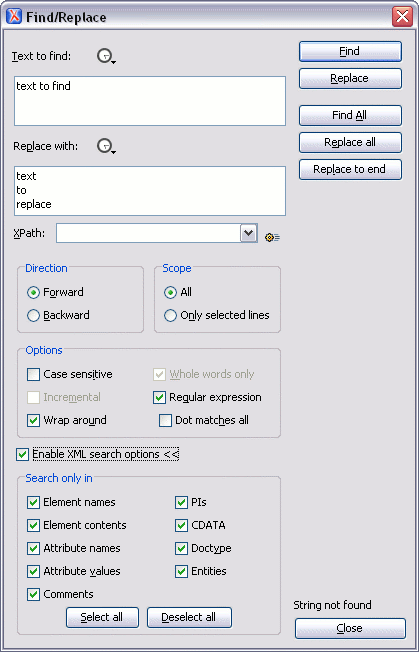 Find/Replace
Text to find:
text to find
Find
Replace
Find All
Replace all
Replace to end
Replace with:
text
to
replace
XPath:
Direction
Forward
Backward
Scope
All
Only selected lines
Options
Case sensitive
Whole words only
Incremental
Regular expression
Wrap around
Dot matches all
Enable XML search options <<
Search only in
Element names
PIs
Element contents
CDATA
Attribute names
Doctype
Attribute values
Entities
Comments
Select all
Deselect all
String not found
Close